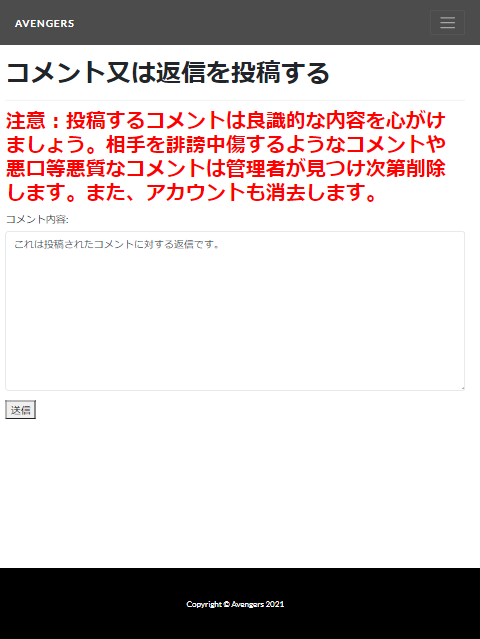 AVENGERS
コメント又は返信を投稿する
注意：投稿するコメントは良識的な内容を心がけ
ましょう。相手を誹謗中傷するようなコメントや
悪口等悪質なコメントは管理者が見つけ次第削除
します。また、アカウントも消去します。
コメント内容:
これは投稿されたコメントに対する返信です。
送信
Copyright © Avengers 2021